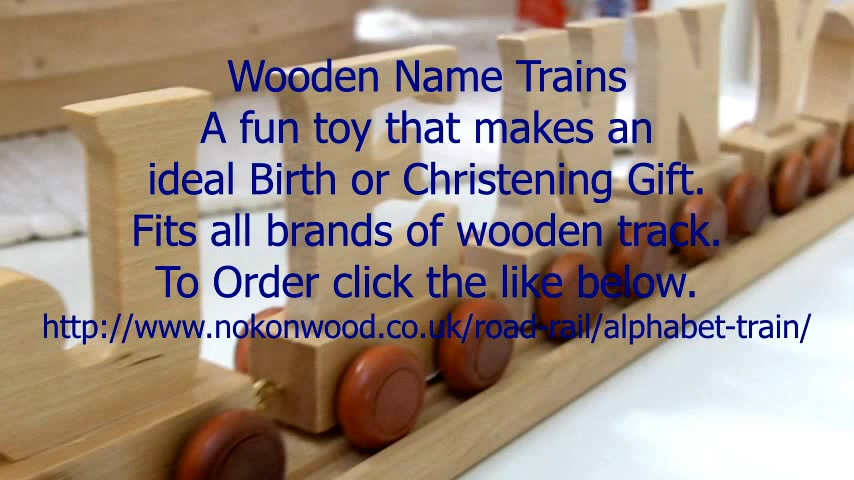 Wooden Name Trains
A fun toy that makes an
ideal Birth or Christening Gift.
Fits all brands of wooden track.
To Order click the like below.
http://www.nokonwood.co.uk/road-rail/alphabet-train/
JENNY